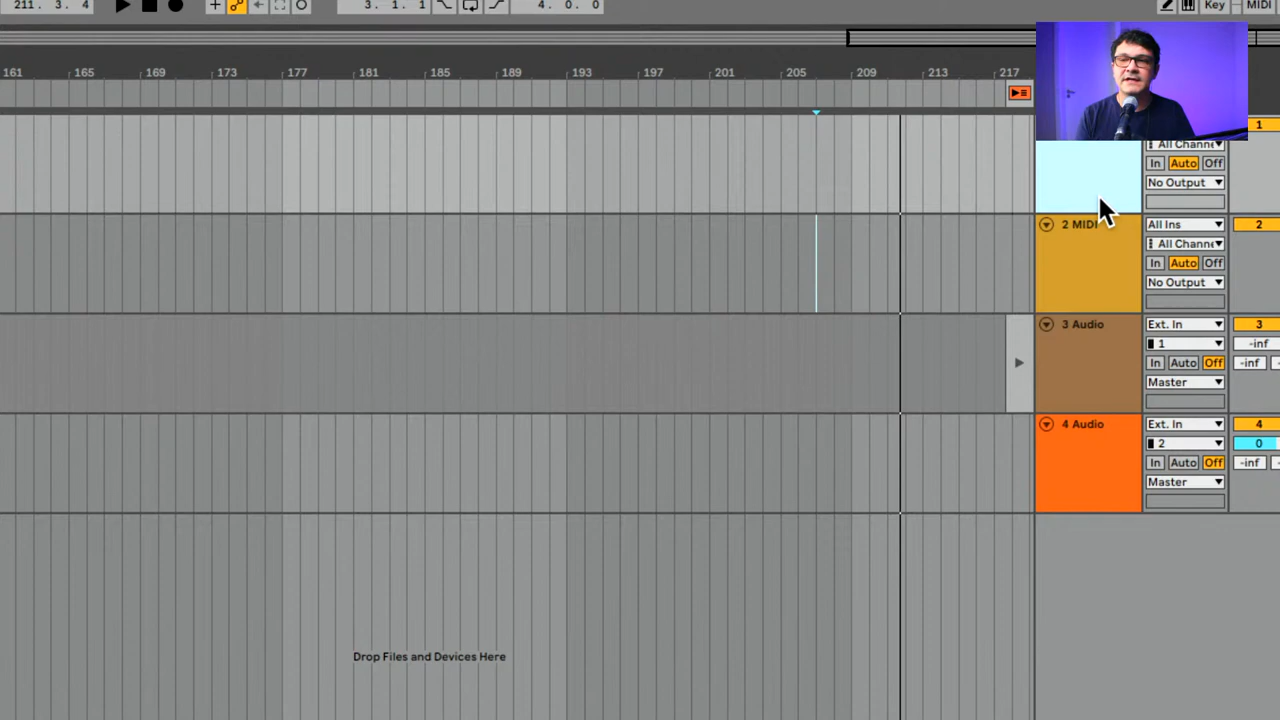 211. 3. 4 3. 1. 1 4. 0. 0 Key MIDI
161 165 169 173 177 181 185 189 193 197 201 205 209 213 217
1
All Channe
In Auto Off
No Output
2 MIDI All Ins 2
All Channe
In Auto Off
No Output
3 Audio Ext. In 3
1 -inf
In Auto Off -inf
Master
4 Audio Ext. In 4
2 0
In Auto Off -inf
Master
Drop Files and Devices Here